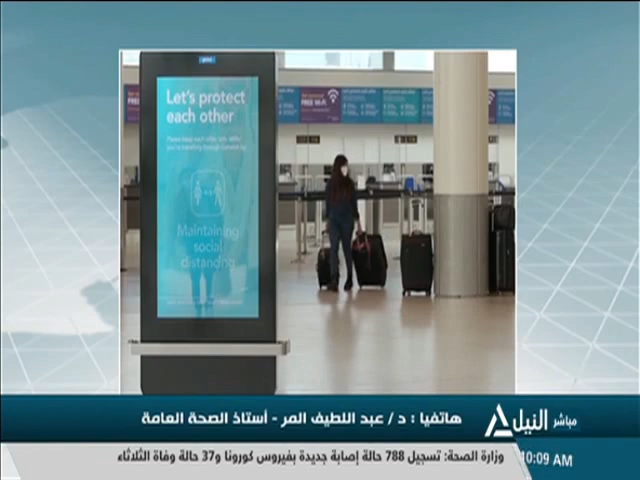 Let's protect
each other
Maintaining
social
distancing
FREE Wi-Fi
هاتفيا : د / عبد اللطيف المر - أستاذ الصحة العامة
مباشر النيل
وزارة الصحة: تسجيل 788 حالة إصابة جديدة بفيروس كورونا و37 حالة وفاة الثلاثاء
10:09 AM